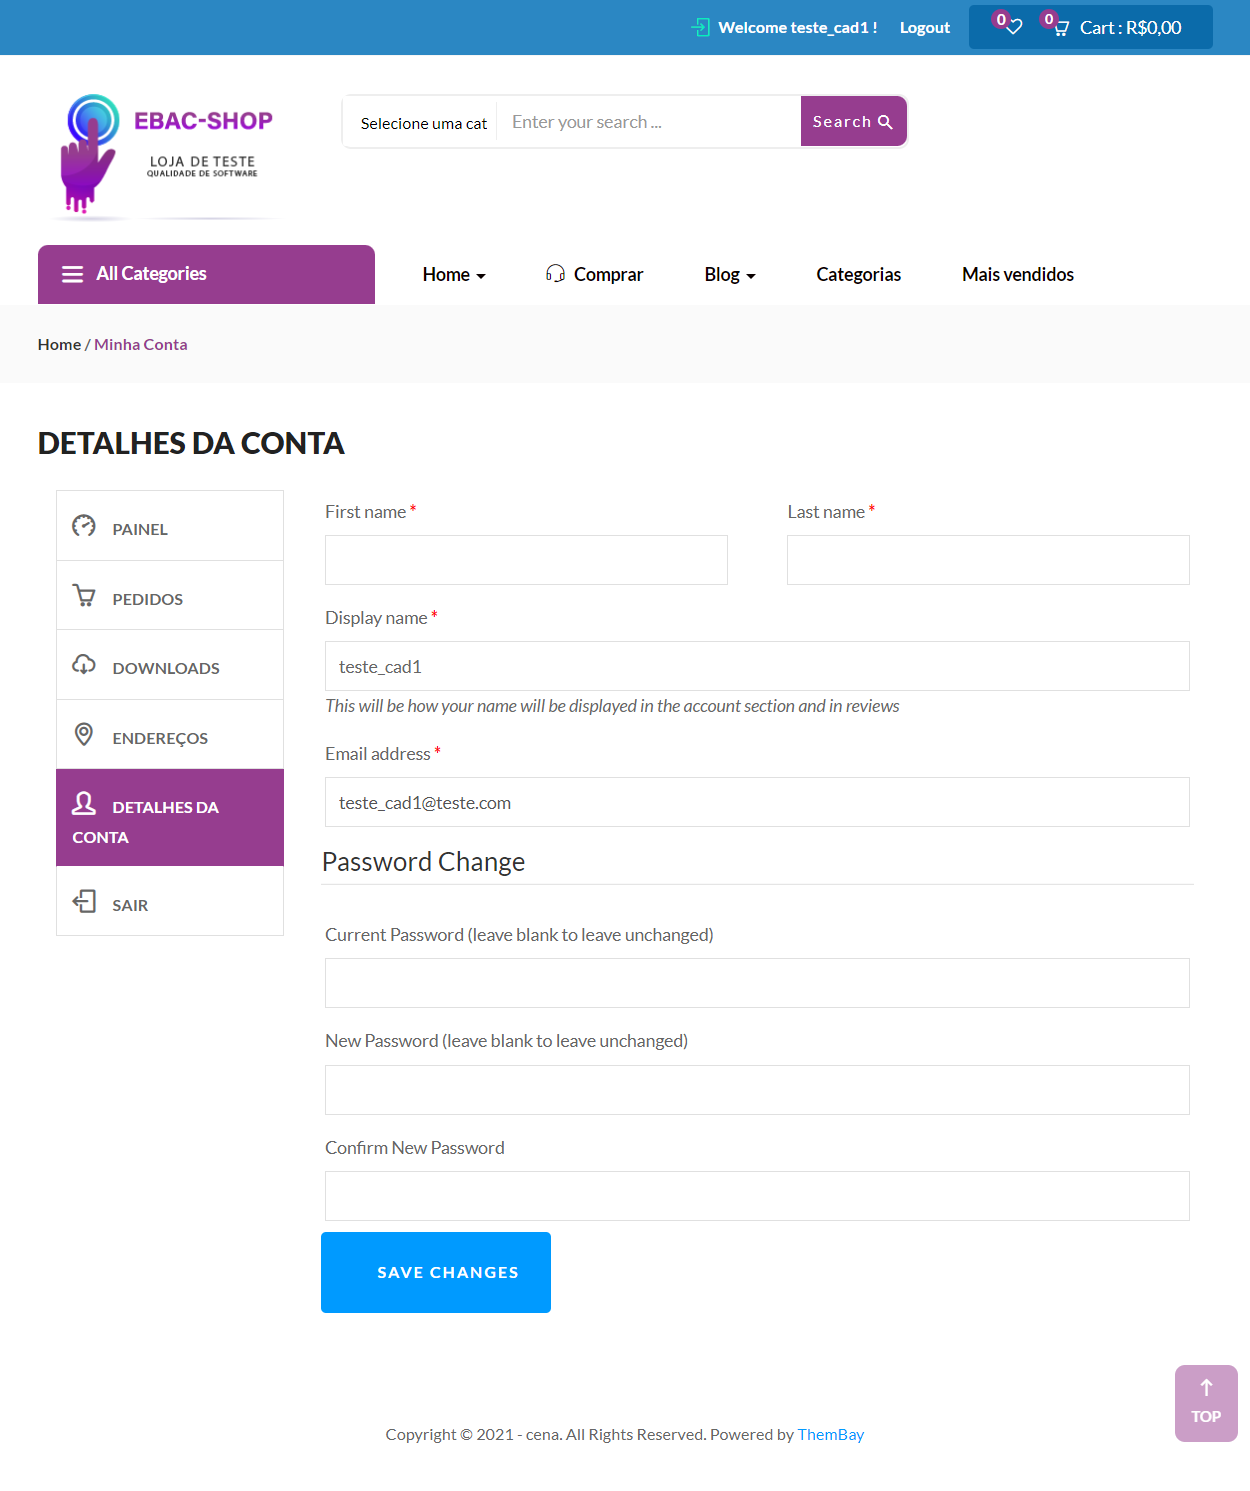 Welcome teste_cad1 !
Logout
0
0
Cart : R$0,00
EBAC-SHOP
LOJA DE TESTE
QUALIDADE DE SOFTWARE
Selecione uma cat
Enter your search ...
Search
All Categories
Home
Comprar
Blog
Categorias
Mais vendidos
Home / Minha Conta
DETALHES DA CONTA
PAINEL
PEDIDOS
DOWNLOADS
ENDEREÇOS
DETALHES DA
CONTA
SAIR
First name *
Last name *
Display name *
teste_cad1
This will be how your name will be displayed in the account section and in reviews
Email address *
teste_cad1@teste.com
Password Change
Current Password (leave blank to leave unchanged)
New Password (leave blank to leave unchanged)
Confirm New Password
SAVE CHANGES
TOP
Copyright © 2021 - cena. All Rights Reserved. Powered by ThemBay